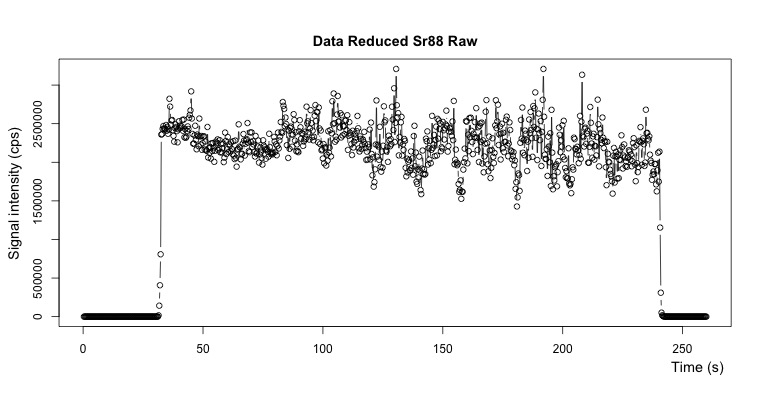 Data Reduced Sr88 Raw
Signal intensity (cps)
2500000
1500000
500000
0
0 50 100 150 200 250
Time (s)